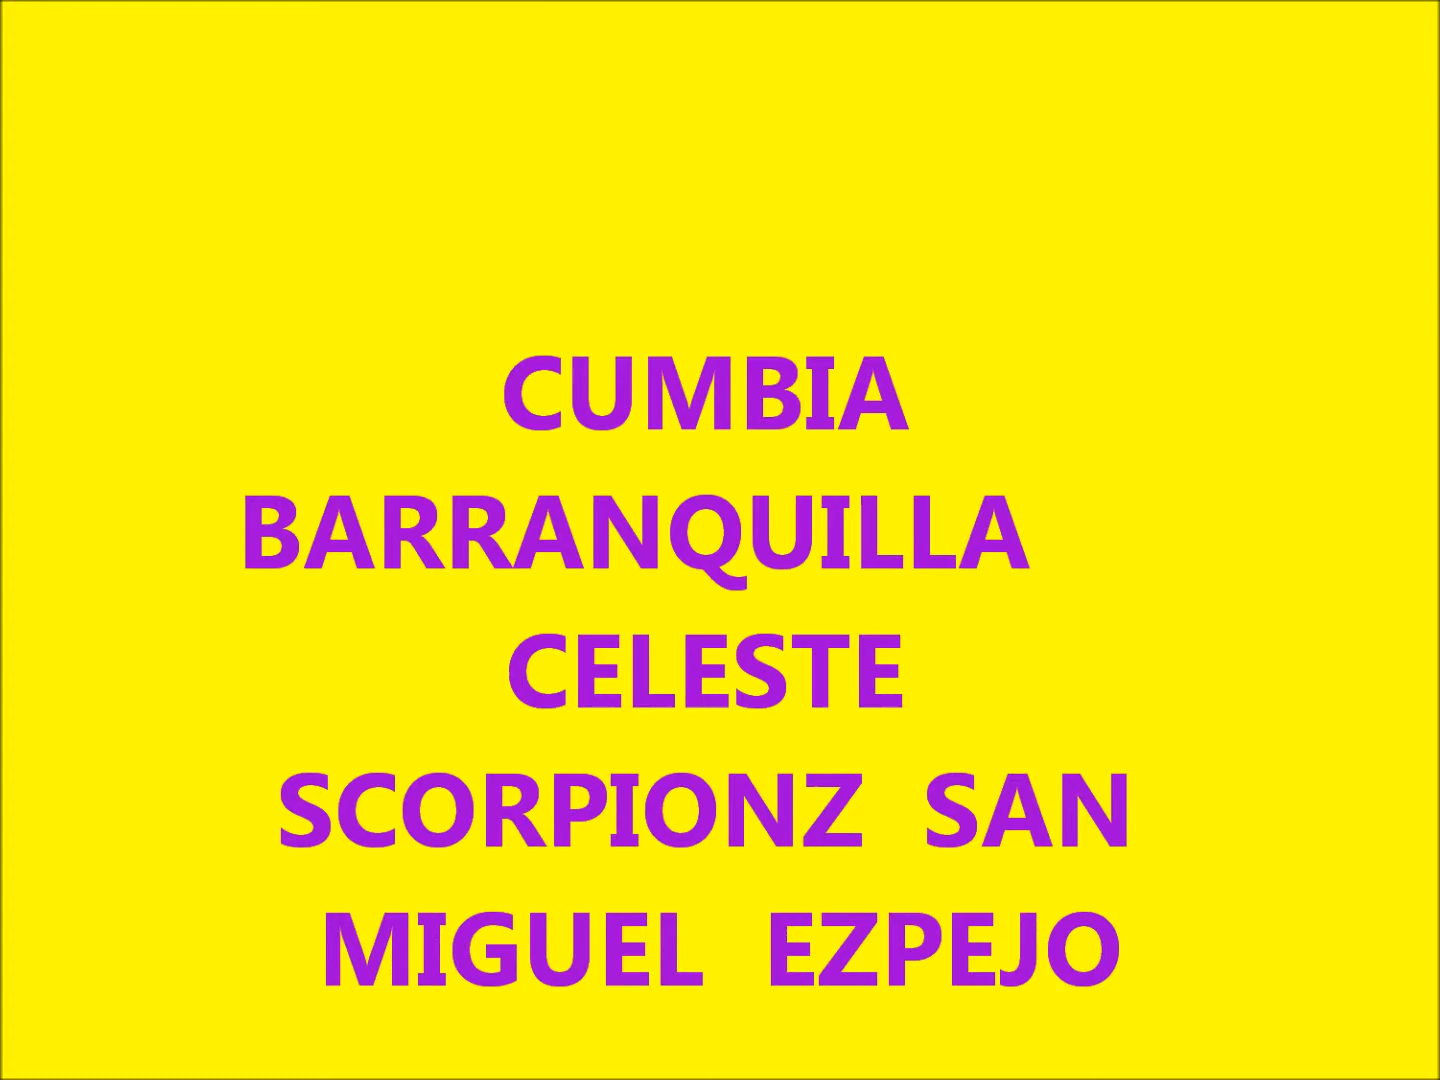 CUMBIA
BARRANQUILLA
CELESTE
SCORPIONZ SAN
MIGUEL EZPEJO